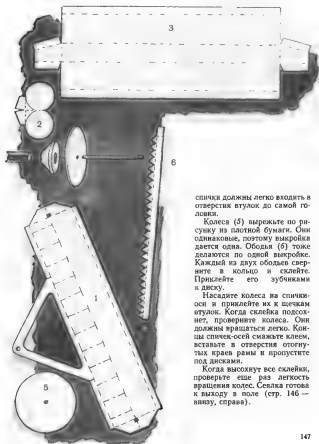 3
2
6
спички должны легко входить в
отверстия втулок до самой го-
ловки.
Колеса (5) вырежьте по ри-
сунку из плотной бумаги. Они
одинаковые, поэтому выкройка
дается одна. Ободья (6) тоже
делаются по одной выкройке.
Каждый из двух ободьев свер-
ните в кольцо и склейте.
Приклейте его зубчиками
к диску.
Насадите колеса на спички-
оси и приклейте их к щечкам
втулок. Когда склейка подсох-
нет, проверните колеса. Они
должны вращаться легко. Кон-
цы спичек-осей смажьте клеем,
вставьте в отверстия отогну-
тых краев рамы и пропустите
под дисками.
Когда высохнут все склейки,
проверьте еще раз легкость
вращения колес. Сеялка готова
к выходу в поле (стр. 146 —
внизу, справа).
1
5
147